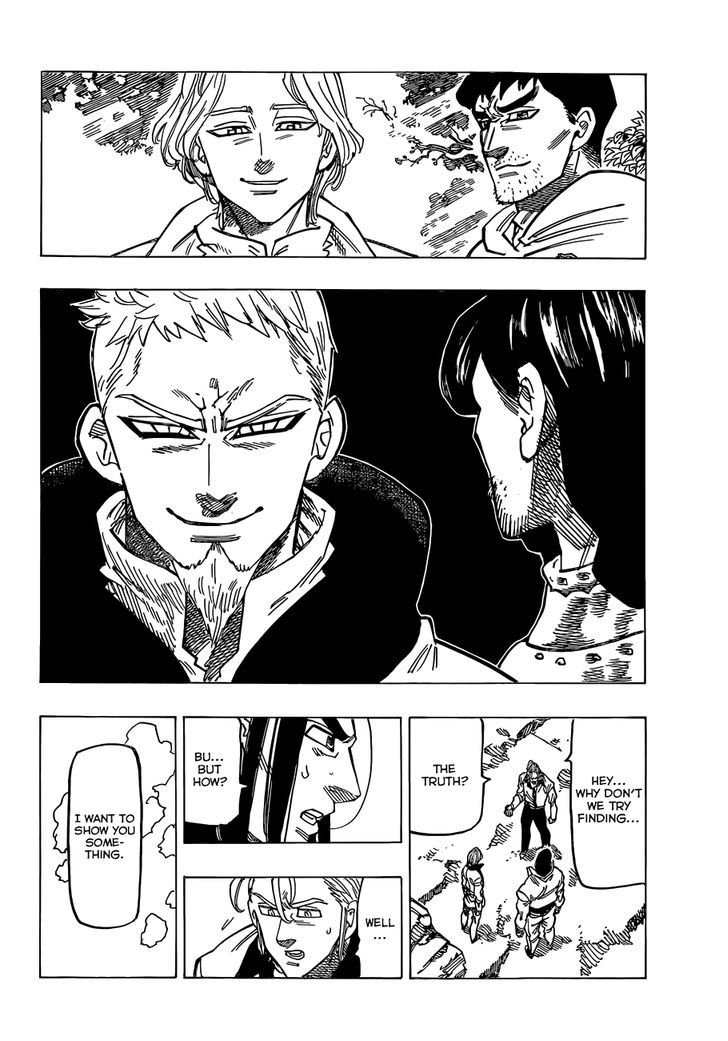 HEY...
WHY DON'T
WE TRY
FINDING...
THE
TRUTH?
BU...
BUT
HOW?
WELL
...
I WANT TO
SHOW YOU
SOME-
THING.